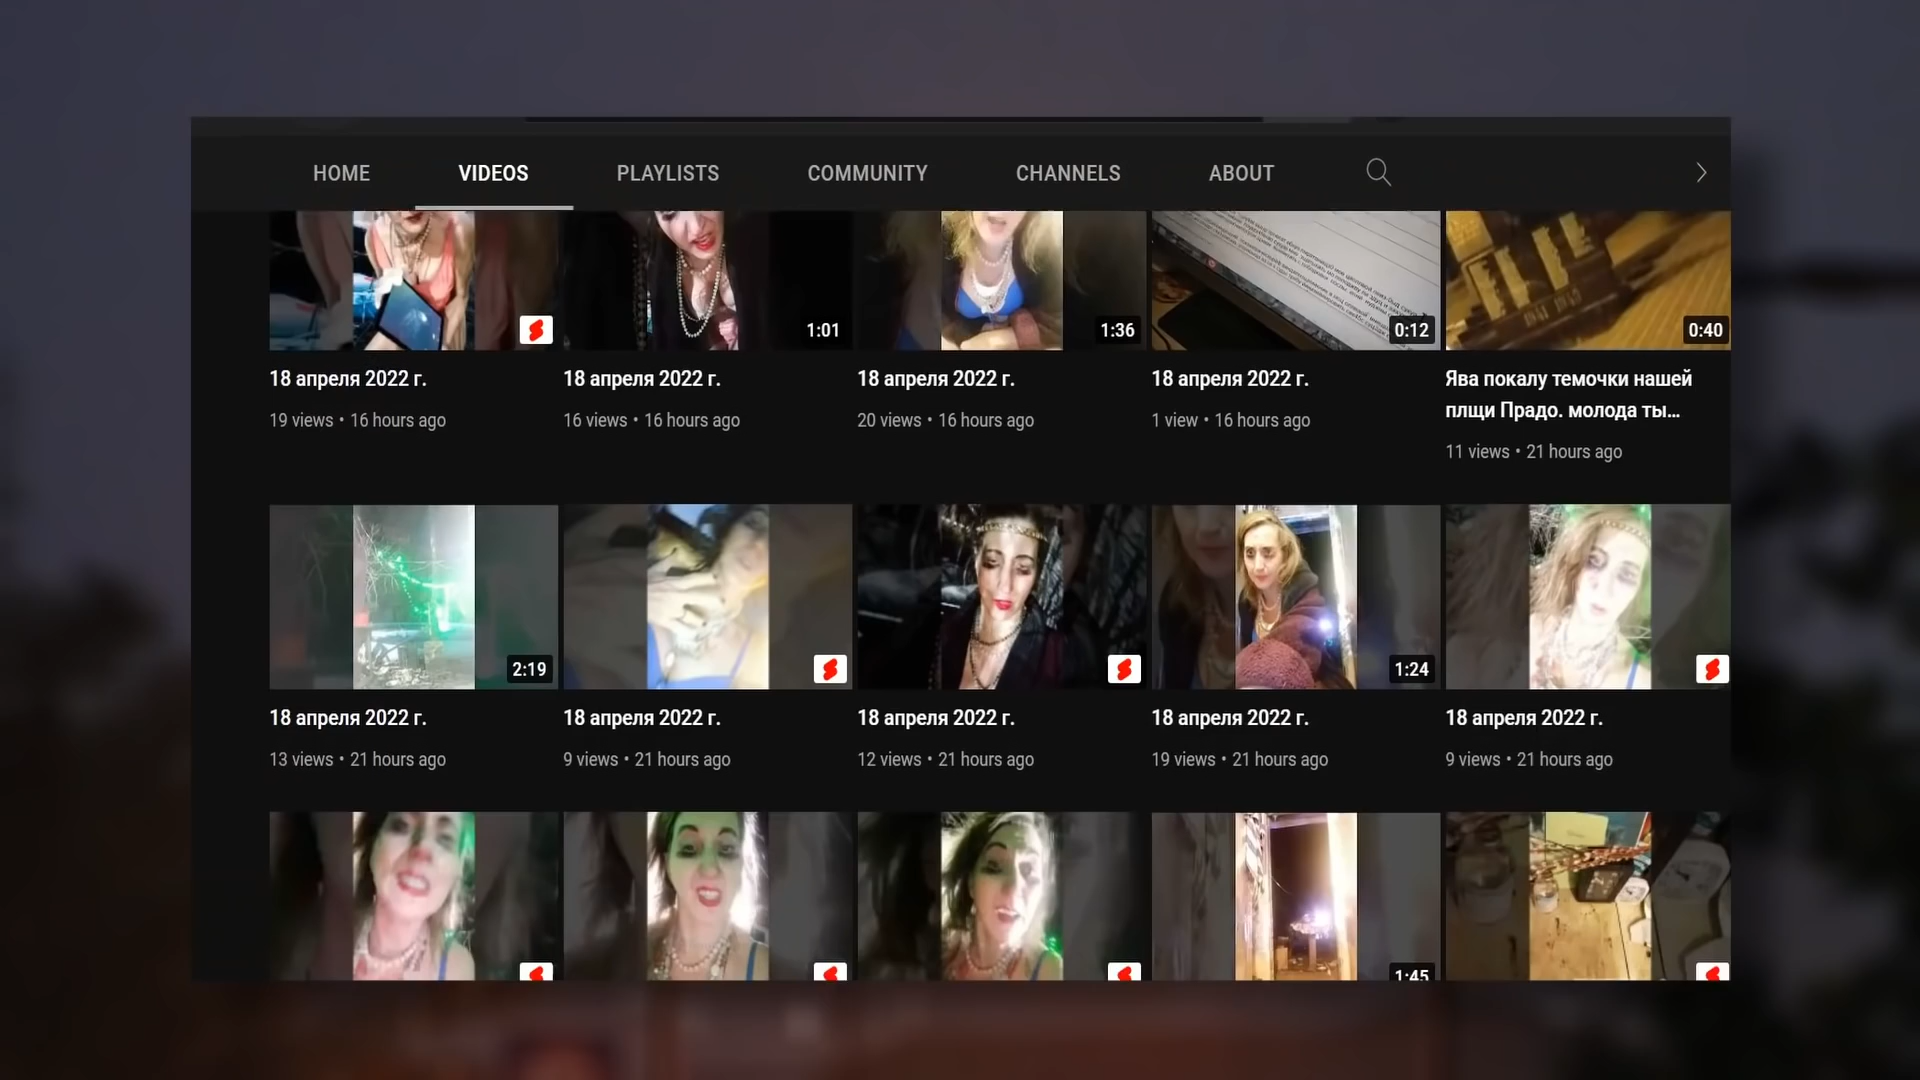 HOME VIDEOS PLAYLISTS COMMUNITY CHANNELS ABOUT
1:01 1:36 0:12 0:40
18 апреля 2022 г. 18 апреля 2022 г. 18 апреля 2022 г. 18 апреля 2022 г. Ява покалу темочки нашей
плщи Прадо. молода ты...
19 views • 16 hours ago 16 views • 16 hours ago 20 views • 16 hours ago 1 view • 16 hours ago
11 views • 21 hours ago
2:19 1:24
18 апреля 2022 г. 18 апреля 2022 г. 18 апреля 2022 г. 18 апреля 2022 г. 18 апреля 2022 г.
13 views • 21 hours ago 9 views • 21 hours ago 12 views • 21 hours ago 19 views • 21 hours ago 9 views • 21 hours ago
1:45